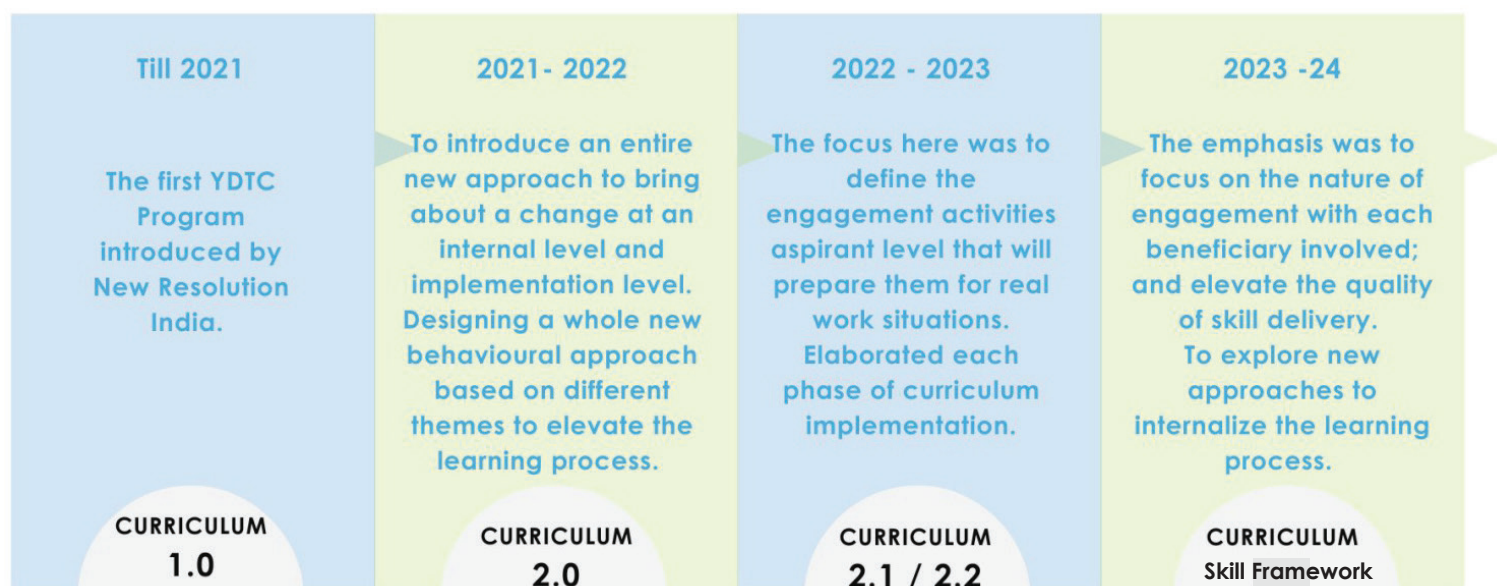 Till 2021
The first YDTC
Program
introduced by
New Resolution
India.
CURRICULUM
1.0
2021- 2022
To introduce an entire
new approach to bring
about a change at an
internal level and
implementation level.
Designing a whole new
behavioural approach
based on different
themes to elevate the
learning process.
CURRICULUM
2.0
2022 - 2023
The focus here was to
define the
engagement activities
aspirant level that will
prepare them for real
work situations.
Elaborated each
phase of curriculum
implementation.
CURRICULUM
2.1 / 2.2
2023 -24
The emphasis was to
focus on the nature of
engagement with each
beneficiary involved;
and elevate the quality
of skill delivery.
To explore new
approaches to
internalize the learning
process.
CURRICULUM
Skill Framework